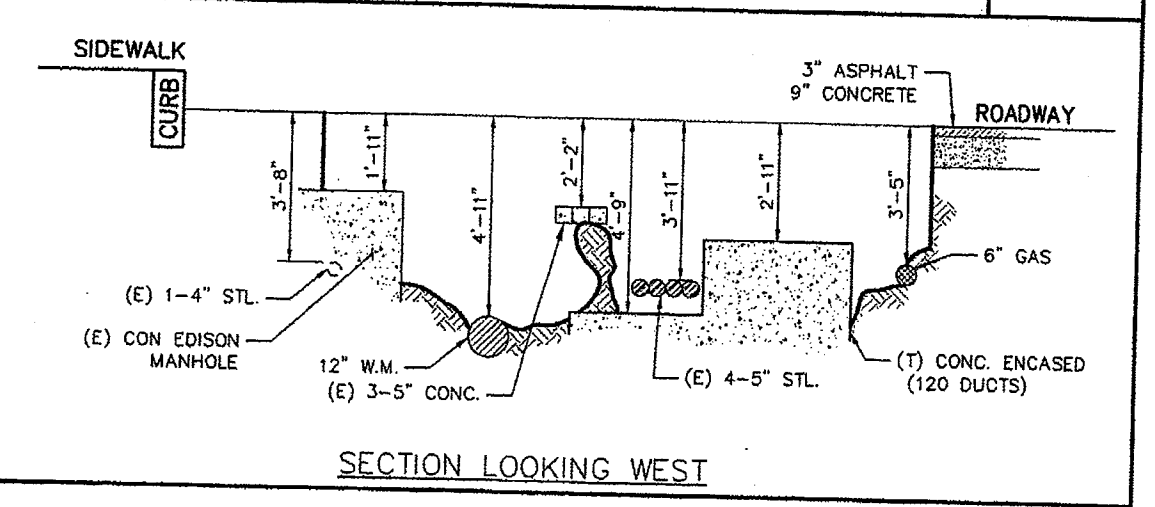 SIDEWALK
CURB
3" ASPHALT
9" CONCRETE
ROADWAY
3'-8"
1'-11"
4'-11"
2'-2"
4'-9"
3'-11"
2'-11"
3'-5"
6" GAS
(E) 1-4" STL.
(E) CON EDISON
MANHOLE
12" W.M.
(E) 3-5" CONC.
(E) 4-5" STL.
(T) CONC. ENCASED
(120 DUCTS)
SECTION LOOKING WEST